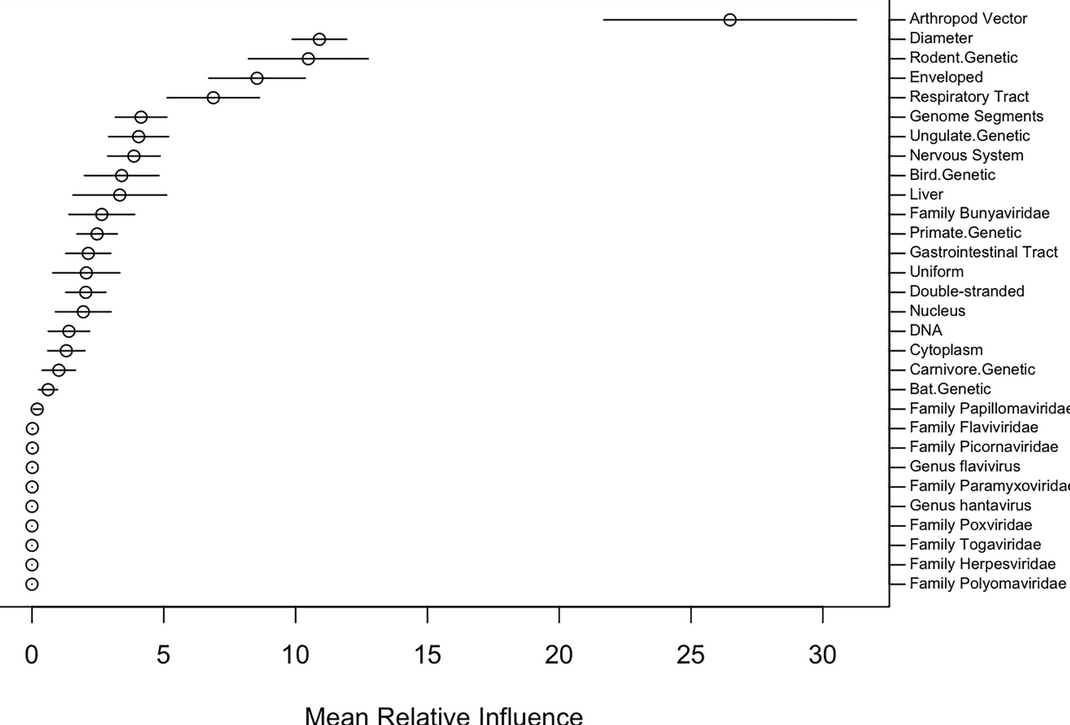 Arthropod Vector
Diameter
Rodent.Genetic
Enveloped
Respiratory Tract
Genome Segments
Ungulate.Genetic
Nervous System
Bird.Genetic
Liver
Family Bunyaviridae
Primate.Genetic
Gastrointestinal Tract
Uniform
Double-stranded
Nucleus
DNA
Cytoplasm
Carnivore.Genetic
Bat.Genetic
Family Papillomaviridae
Family Flaviviridae
Family Picornaviridae
Genus flavivirus
Family Paramyxoviridae
Genus hantavirus
Family Poxviridae
Family Togaviridae
Family Herpesviridae
Family Polyomaviridae
0 5 10 15 20 25 30
Mean Relative Influence